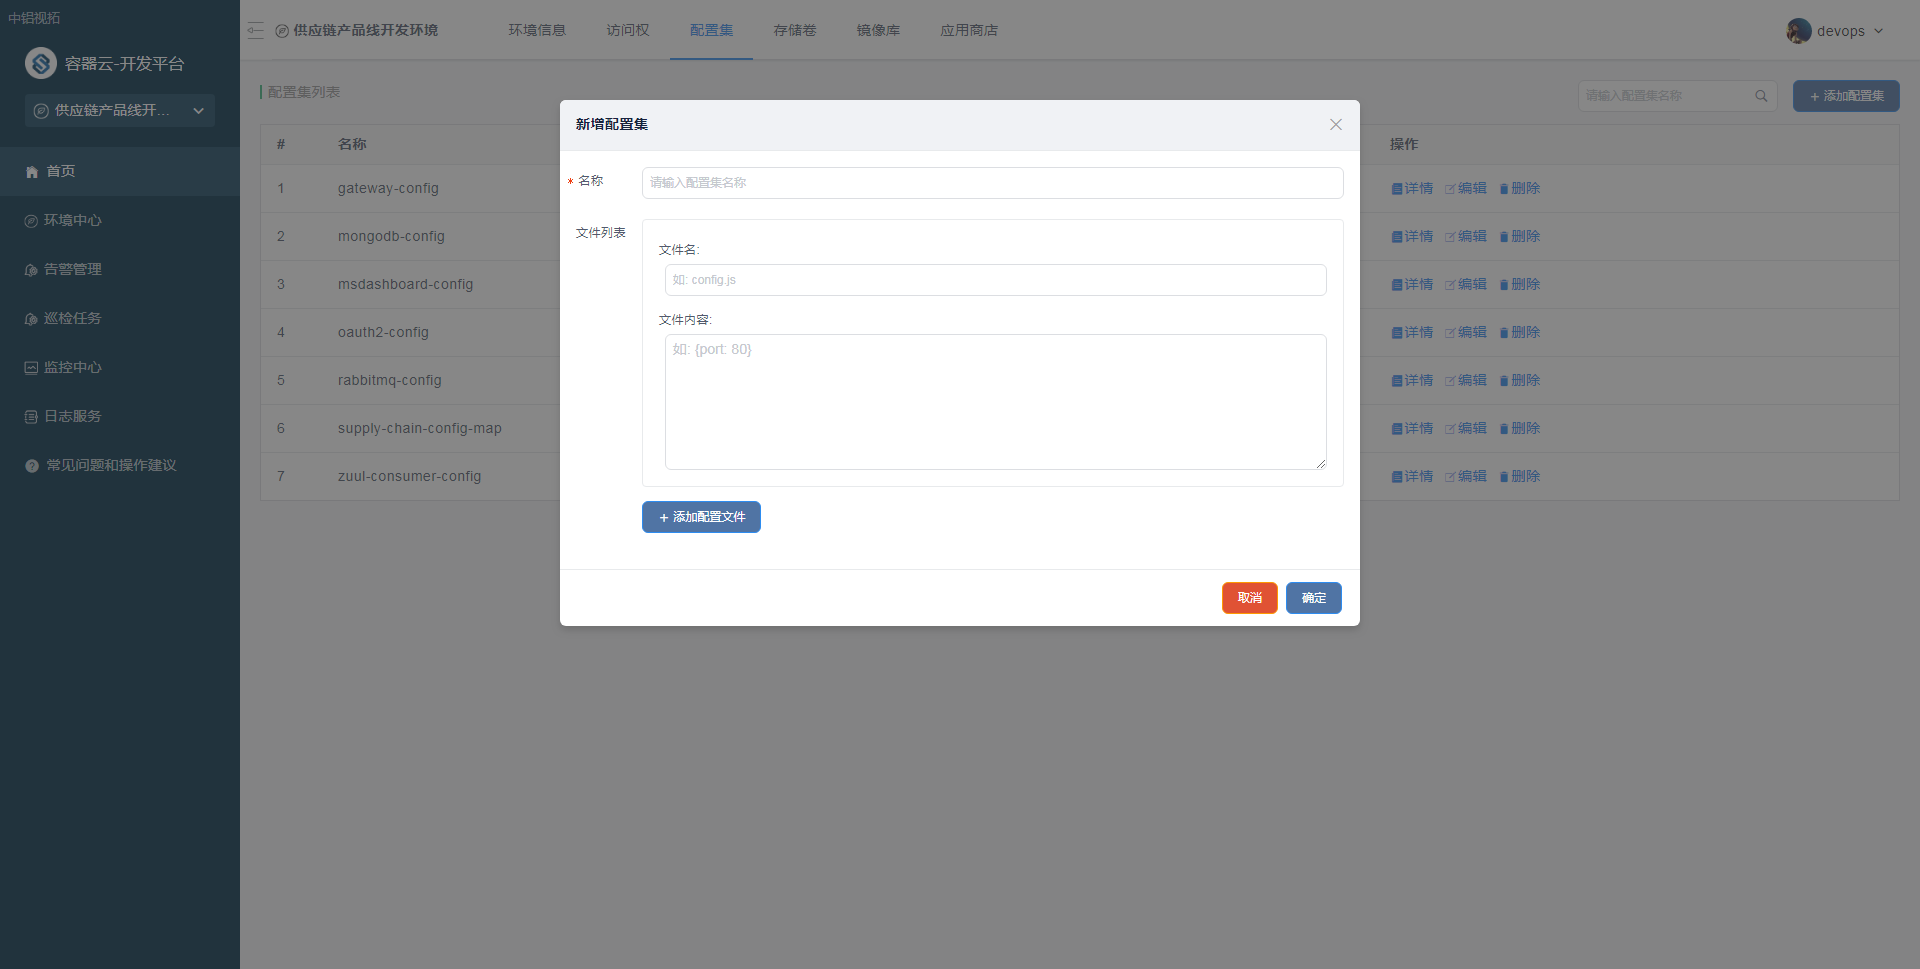 中铝视拓
容器云-开发平台
供应链产品线开...
首页
环境中心
告警管理
巡检任务
监控中心
日志服务
常见问题和操作建议
供应链产品线开发环境
环境信息
访问权
配置集
存储卷
镜像库
应用商店
devops
配置集列表
请输入配置集名称
+ 添加配置集
# 名称 操作
1 gateway-config 详情 编辑 删除
2 mongodb-config 详情 编辑 删除
3 msdashboard-config 详情 编辑 删除
4 oauth2-config 详情 编辑 删除
5 rabbitmq-config 详情 编辑 删除
6 supply-chain-config-map 详情 编辑 删除
7 zuul-consumer-config 详情 编辑 删除
新增配置集
* 名称 请输入配置集名称
文件列表
文件名:
如: config.js
文件内容:
如: {port: 80}
+ 添加配置文件
取消 确定